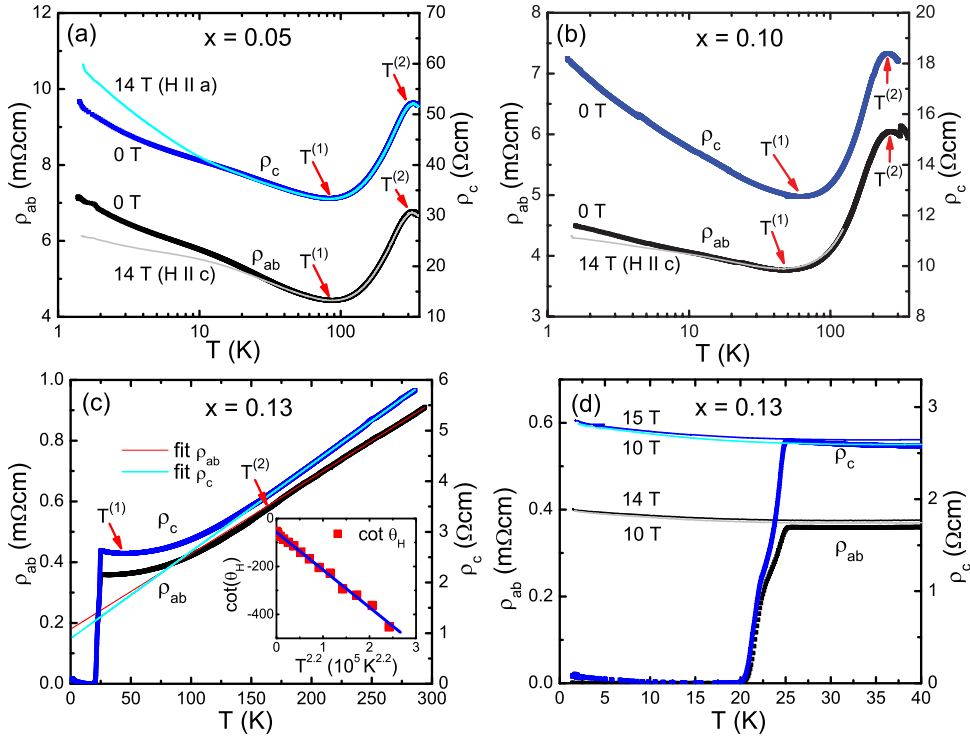 (a)
x = 0.05
14 T (H II a)
0 T
ρc
T(1)
T(2)
0 T
14 T (H II c)
ρab
T(1)
T(2)
ρab (mΩcm)
4
6
8
10
12
ρc (Ωcm)
10
20
30
40
50
60
70
1
10
100
T (K)
(b)
x = 0.10
0 T
ρc
T(1)
T(2)
0 T
14 T (H II c)
ρab
T(1)
T(2)
ρab (mΩcm)
3
4
5
6
7
8
ρc (Ωcm)
8
10
12
14
16
18
20
1
10
100
T (K)
(c)
x = 0.13
fit ρab
fit ρc
T(1)
T(2)
ρc
ρab
ρab (mΩcm)
0.0
0.2
0.4
0.6
0.8
1.0
ρc (Ωcm)
0
1
2
3
4
5
6
0
50
100
150
200
250
300
T (K)
cot θH
cot(θH)
0
-200
-400
0
1
2
3
T2.2 (105 K2.2)
(d)
x = 0.13
15 T
10 T
ρc
14 T
10 T
ρab
ρab (mΩcm)
0.0
0.2
0.4
0.6
ρc (Ωcm)
0
1
2
3
0
5
10
15
20
25
30
35
40
T (K)